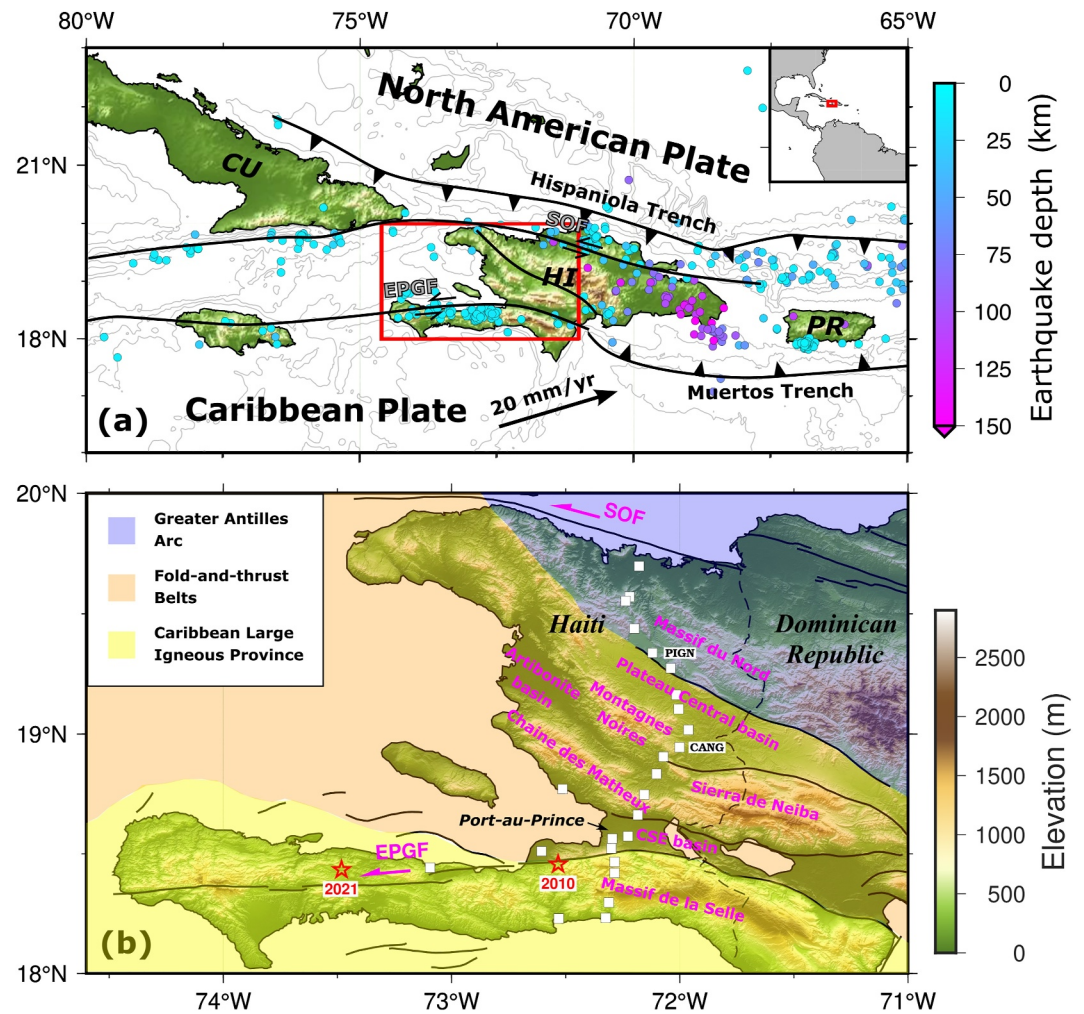 80°W
75°W
70°W
65°W
North American Plate
CU
21°N
Hispaniola Trench
SOF
HI
EPGF
18°N
PR
20 mm/yr
Muertos Trench
(a)
Caribbean Plate
0
25
50
75
100
125
150
Earthquake depth (km)
20°N
Greater Antilles
Arc
Fold-and-thrust
Belts
Caribbean Large
Igneous Province
SOF
Haiti
Dominican
Republic
Massif du Nord
PIGN
Plateau Central basin
Artibonite
basin
Montagnes
Noires
19°N
CANG
Chaine des Matheux
Sierra de Neiba
Port-au-Prince
CSE basin
EPGF
2021
2010
Massif de la Selle
(b)
18°N
74°W
73°W
72°W
71°W
2500
2000
1500
1000
500
0
Elevation (m)